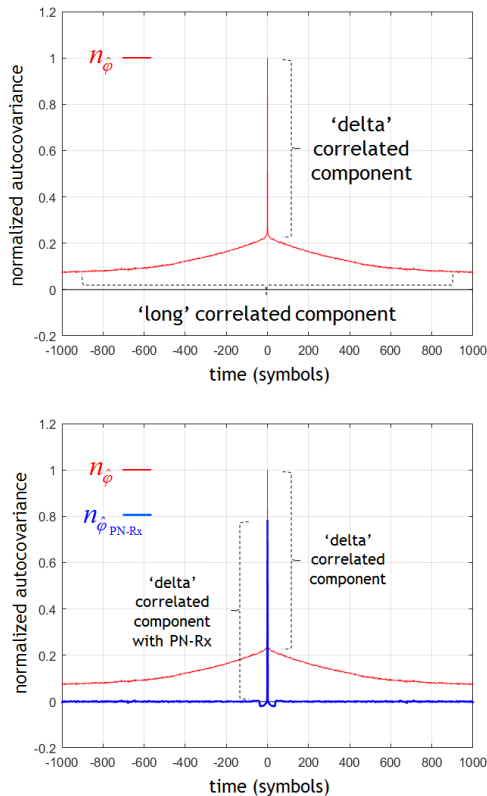 1.2
n_φ̂
1
0.8
'delta'
correlated
component
0.6
0.4
0.2
0
'long' correlated component
-0.2
-1000 -800 -600 -400 -200 0 200 400 600 800 1000
time (symbols)
normalized autocovariance
1.2
n_φ̂
1
n_φ̂ PN-Rx
0.8
'delta'
correlated
component
'delta'
correlated
component
with PN-Rx
0.6
0.4
0.2
0
-0.2
-1000 -800 -600 -400 -200 0 200 400 600 800 1000
time (symbols)
normalized autocovariance